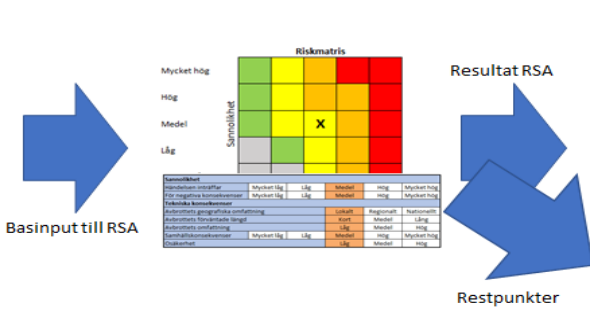 Riskmatris
Resultat RSA
Mycket hög
Hög
Medel
X
Låg
Sannolikhet
Basinput till RSA
Sannolikhet
Händelsen inträffar Mycket låg Låg Medel Hög Mycket hög
För negativa konsekvenser Mycket låg Låg Medel Hög Mycket hög
Tekniska konsekvenser
Avbrottets geografiska omfattning Lokalt Regionalt Nationellt
Avbrottets förväntade längst Kort Medel Lång
Avbrottets omfattning Låg Medel Hög
Samhällskonsekvenser Mycket låg Låg Medel Hög Mycket hög
Osäkerhet Låg Medel Hög
Restpunkter